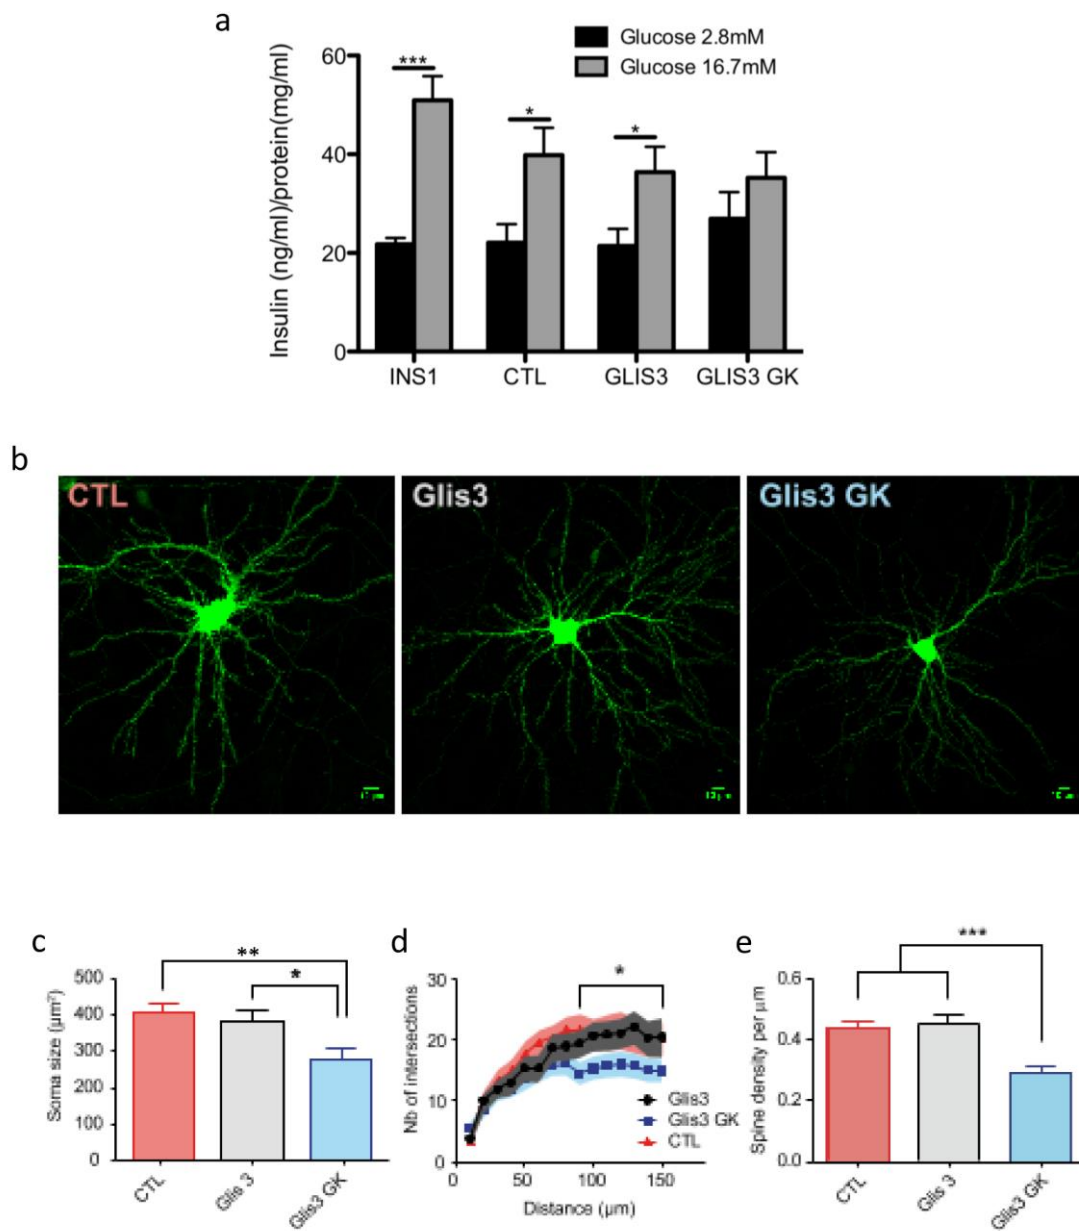 a
Glucose 2.8mM
Glucose 16.7mM
Insulin (ng/ml)/protein(mg/ml)
60
40
20
0
***
*
*
INS1 CTL GLIS3 GLIS3 GK
b
CTL Glis3 Glis3 GK
c
**
*
Soma size (µm²)
500
400
300
200
100
0
CTL Glis 3 Glis3 GK
d
*
Nb of intersections
30
20
10
0
Glis3
Glis3 GK
CTL
0 50 100 150
Distance (µm)
e
***
Spine density per µm
0.6
0.4
0.2
0.0
CTL Glis 3 Glis3 GK